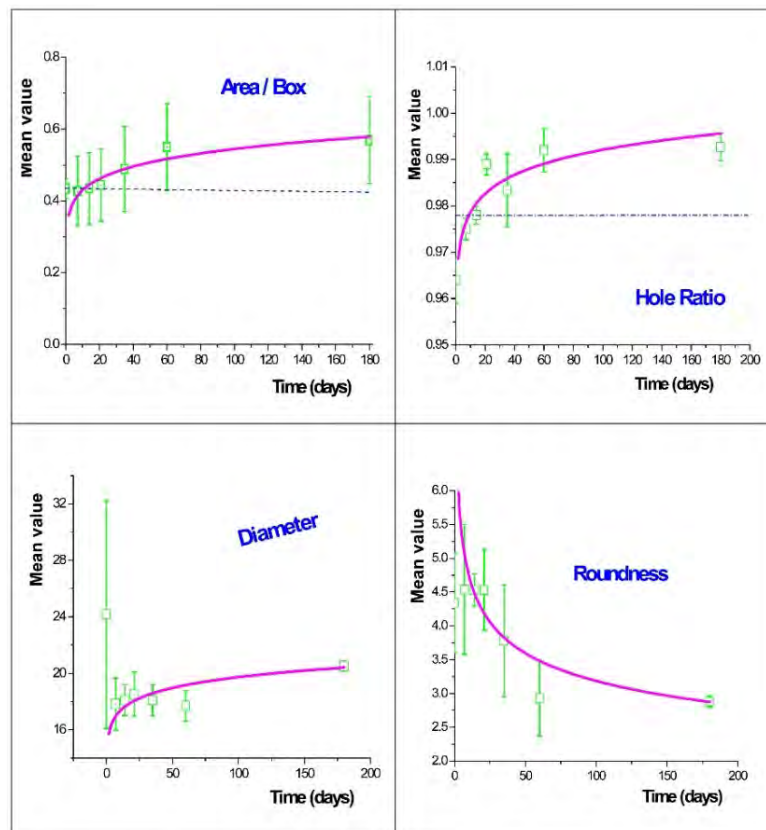 Area / Box
Mean value
0.8
0.6
0.4
0.2
0.0
0 20 40 60 80 100 120 140 160 180
Time (days)
Hole Ratio
Mean value
1.01
1.00
0.99
0.98
0.97
0.96
0.95
0 20 40 60 80 100 120 140 160 180 200
Time (days)
Diameter
Mean value
32
28
24
20
16
0 50 100 150 200
Time (days)
Roundness
Mean value
6.0
5.5
5.0
4.5
4.0
3.5
3.0
2.5
2.0
0 50 100 150 200
Time (days)